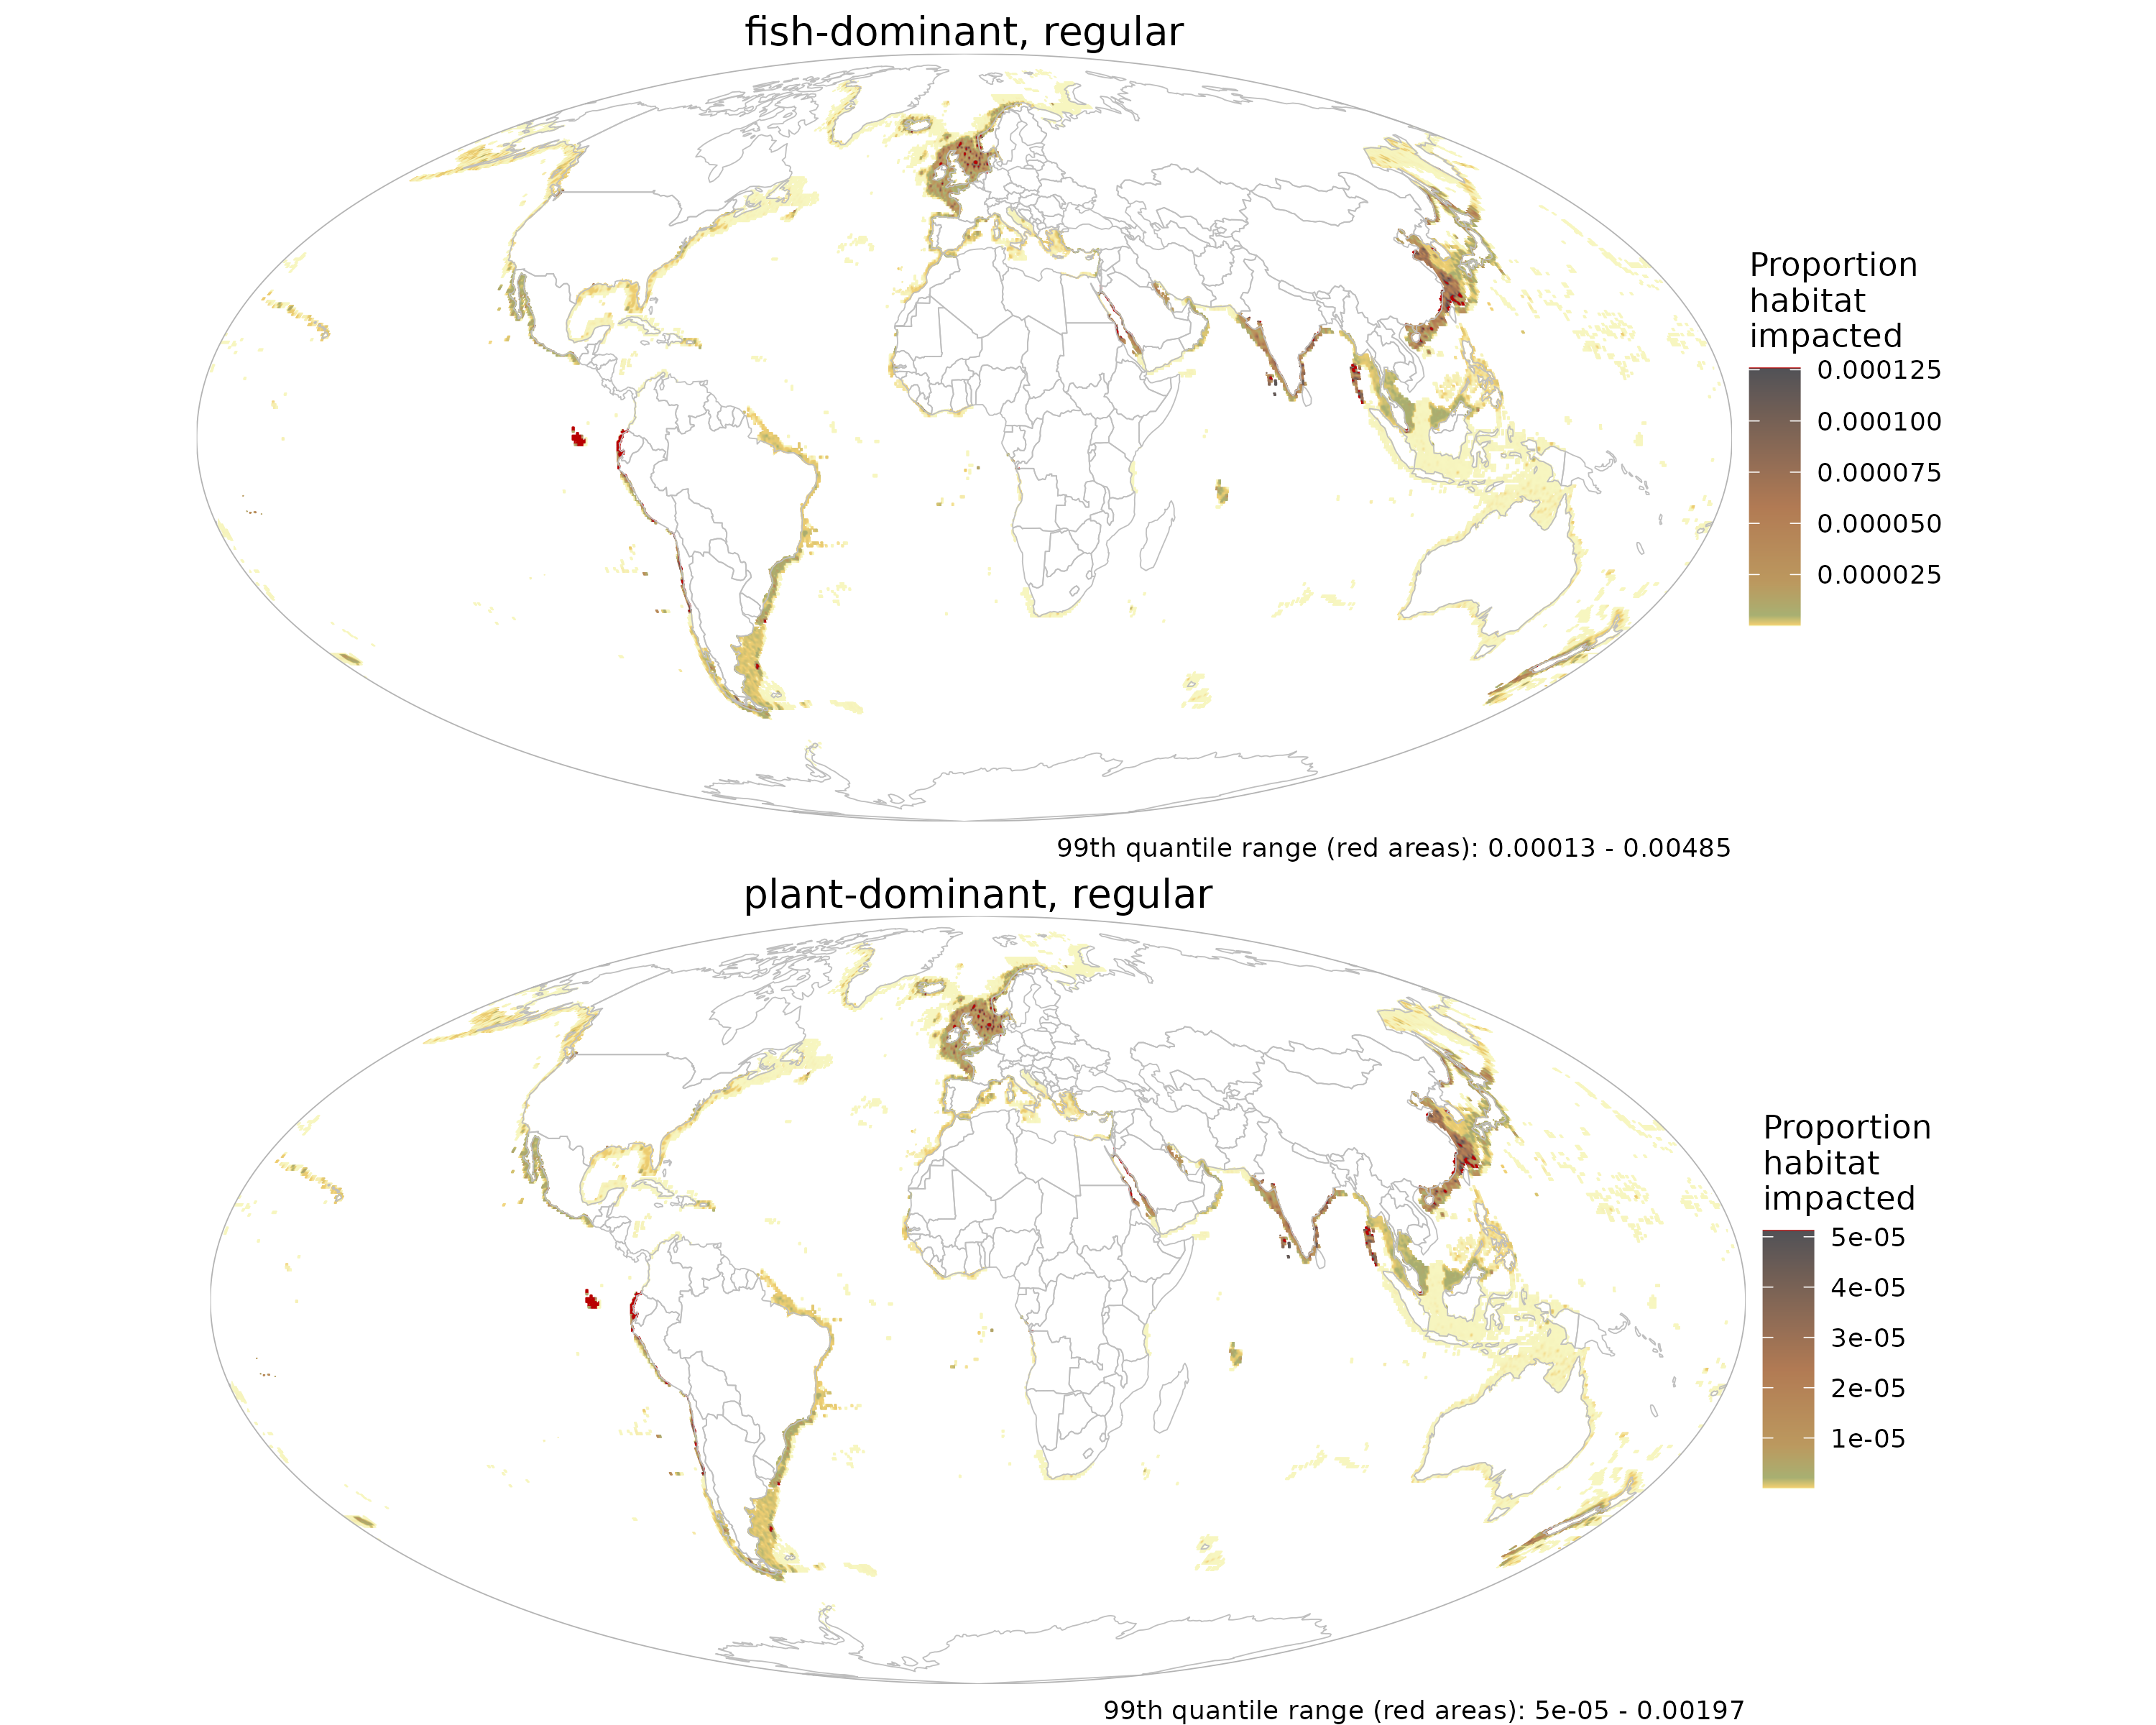 fish-dominant, regular
Proportion
habitat
impacted
0.000125
0.000100
0.000075
0.000050
0.000025
99th quantile range (red areas): 0.00013 - 0.00485
plant-dominant, regular
Proportion
habitat
impacted
5e-05
4e-05
3e-05
2e-05
1e-05
99th quantile range (red areas): 5e-05 - 0.00197